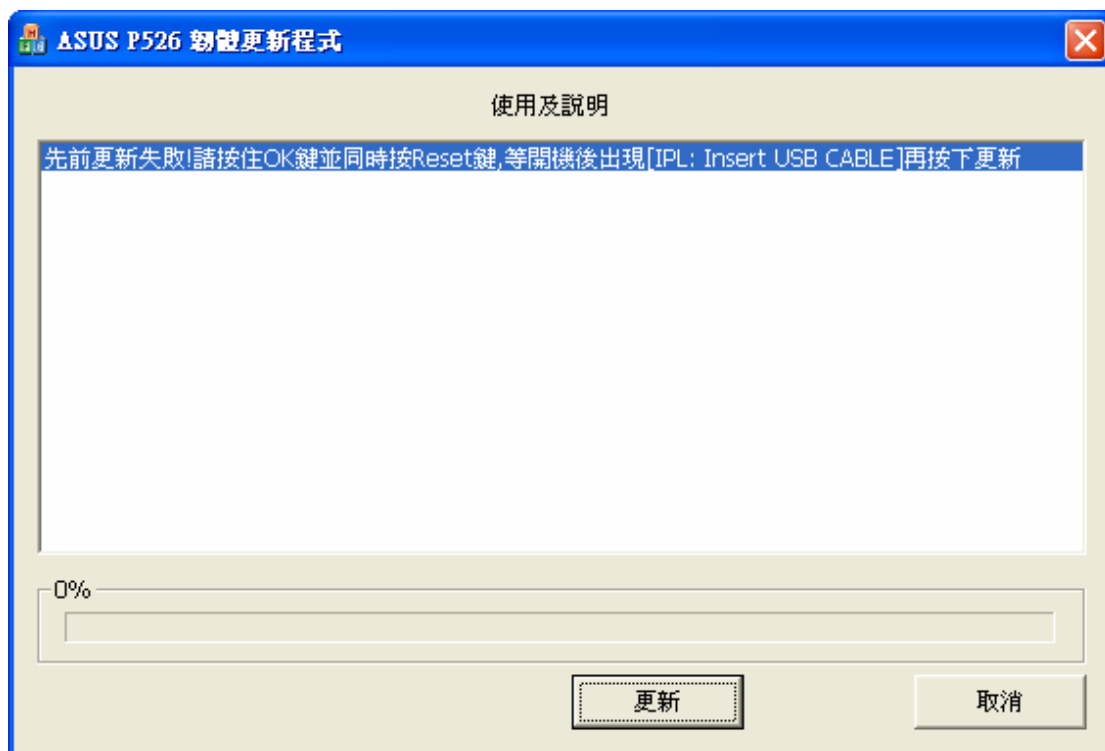 ASUS P526 韌體更新程式
使用及說明
先前更新失敗!請按住OK鍵並同時按Reset鍵,等開機後出現[IPL: Insert USB CABLE]再按下更新
0%
更新
取消